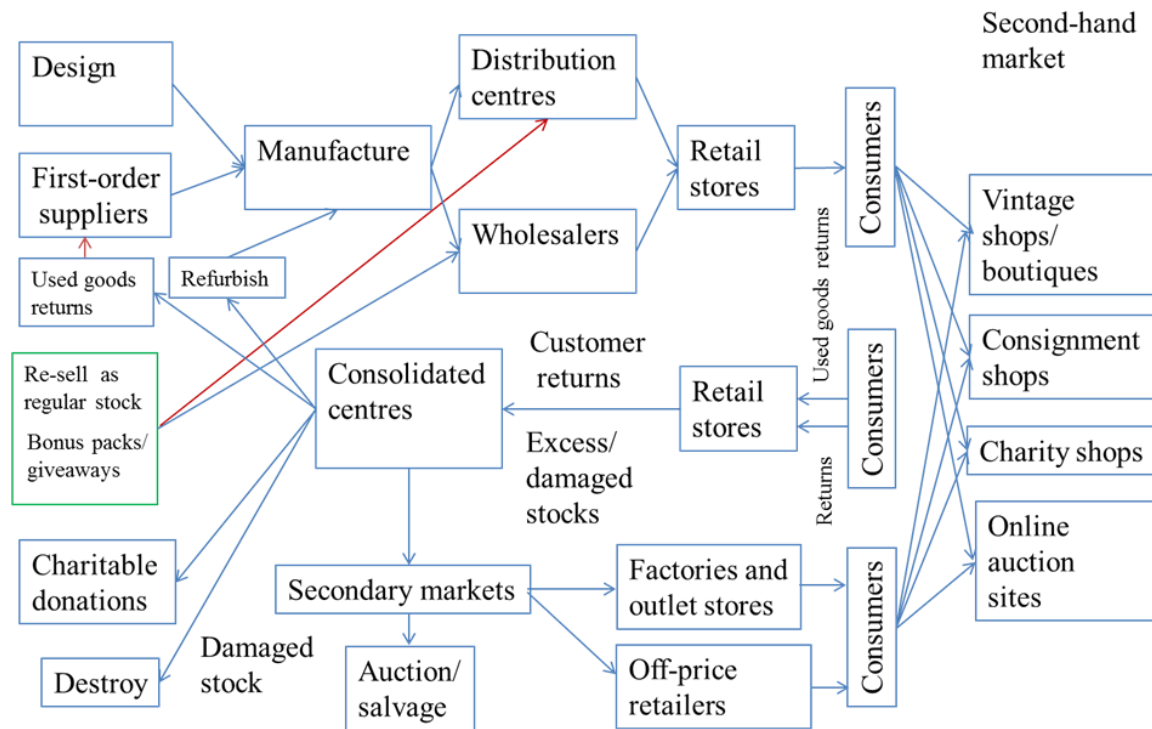 Second-hand
market
Design
Distribution
centres
Manufacture
Retail
stores
Consumers
First-order
suppliers
Wholesalers
Vintage
shops/
boutiques
Used goods
returns
Refurbish
Used goods returns
Re-sell as
regular stock
Bonus packs/
giveaways
Consolidated
centres
Customer
returns
Excess/
damaged
stocks
Retail
stores
Consumers
Returns
Consignment
shops
Charity shops
Online
auction
sites
Charitable
donations
Secondary markets
Factories and
outlet stores
Consumers
Destroy
Damaged
stock
Auction/
salvage
Off-price
retailers